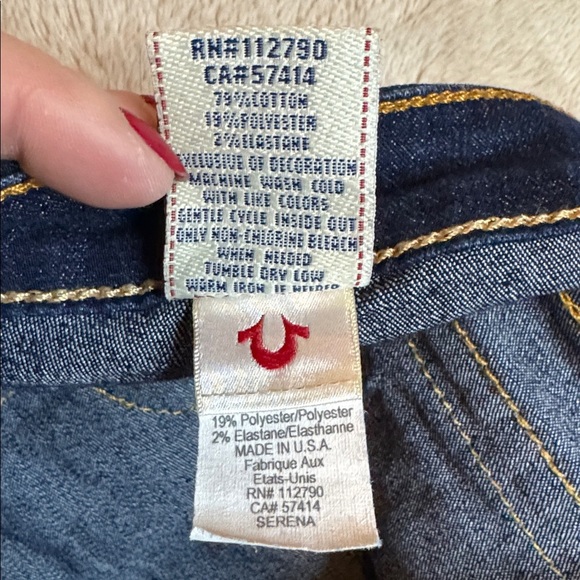 RN#112790
CA#57414
79%COTTON
19%POLYESTER
2%ELASTANE
EXCLUSIVE OF DECORATION
MACHINE WASH COLD
WITH LIKE COLORS
GENTLE CYCLE INSIDE OUT
ONLY NON-CHLORINE BLEACH
WHEN NEEDED
TUMBLE DRY LOW
WARM IRON IF NEEDED
19% Polyester/Polyester
2% Elastane/Elasthanne
MADE IN U.S.A.
Fabrique Aux
Etats-Unis
RN# 112790
CA# 57414
SERENA